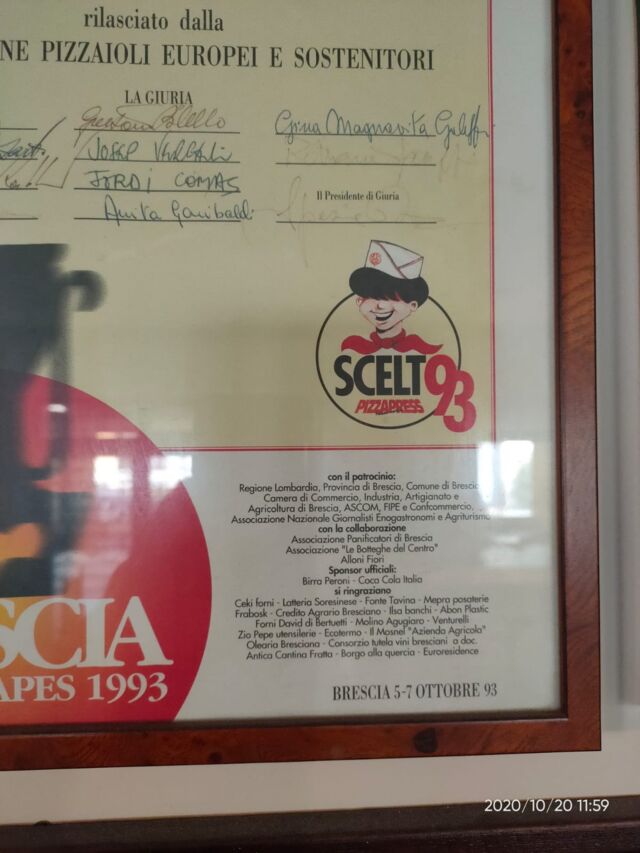 rilasciato dalla
NE PIZZAIOLI EUROPEI E SOSTENITORI
LA GIURIA
Gina Magnavita Galeffi
JORDI COMAS
Anita Garibaldi
Il Presidente di Giuria
SCELT93
PIZZAPRESS
con il patrocinio:
Regione Lombardia, Provincia di Brescia, Comune di Brescia
Camera di Commercio, Industria, Artigianato e
Agricoltura di Brescia, ASCOM, FIPE e Confcommercio,
Associazione Nazionale Giornalisti Enogastronomi e Agriturismo
con la collaborazione
Associazione Panificatori di Brescia
Associazione "Le Botteghe del Centro"
Alloni Fiori
Sponsor ufficiali:
Birra Peroni - Coca Cola Italia
si ringraziano
Ceki forni - Latteria Soresinese - Fonte Tavina - Mepra posaterie
Frabosk - Credito Agrario Bresciano - Ilsa banchi - Abon Plastic
Forni David di Bertuetti - Molino Agugiaro - Venturelli
Zio Pepe utensilerie - Ecotermo - Il Mosnel "Azienda Agricola"
Olearia Bresciana - Consorzio tutela vini bresciani a doc.
Antica Cantina Fratta - Borgo alla quercia - Euroresidence
SCIA
APES 1993
BRESCIA 5-7 OTTOBRE 93
2020/10/20 11:59